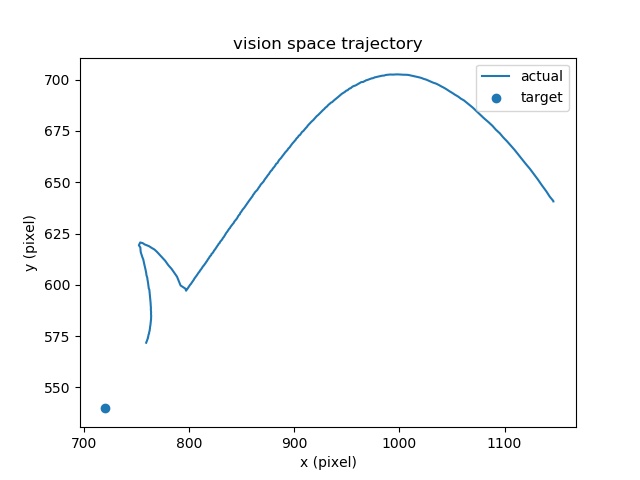 vision space trajectory
actual
target
y (pixel)
700
675
650
625
600
575
550
700 800 900 1000 1100
x (pixel)